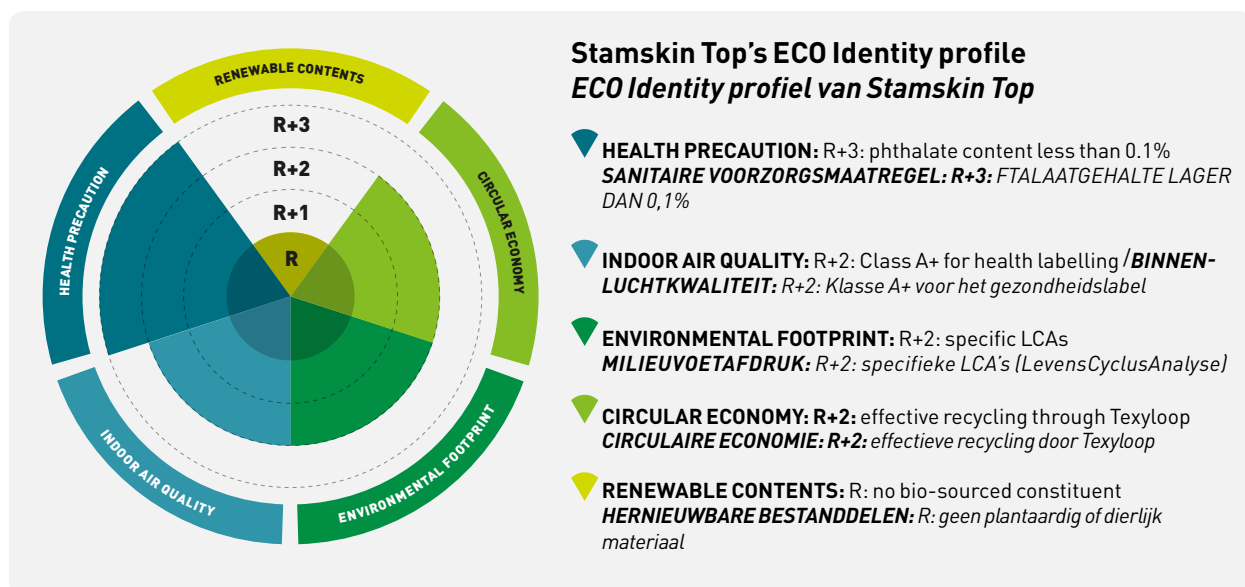 RENEWABLE CONTENTS
CIRCULAR ECONOMY
ENVIRONMENTAL FOOTPRINT
INDOOR AIR QUALITY
HEALTH PRECAUTION
R+3
R+2
R+1
R
Stamskin Top's ECO Identity profile
ECO Identity profiel van Stamskin Top
HEALTH PRECAUTION: R+3: phthalate content less than 0.1%
SANITAIRE VOORZORGSMAATREGEL: R+3: FTALAATGEHALTE LAGER
DAN 0,1%
INDOOR AIR QUALITY: R+2: Class A+ for health labelling /BINNEN-
LUCHTKWALITEIT: R+2: Klasse A+ voor het gezondheidslabel
ENVIRONMENTAL FOOTPRINT: R+2: specific LCAs
MILIEUVOETAFDRUK: R+2: specifieke LCA's (LevensCyclusAnalyse)
CIRCULAR ECONOMY: R+2: effective recycling through Texyloop
CIRCULAIRE ECONOMIE: R+2: effectieve recycling door Texyloop
RENEWABLE CONTENTS: R: no bio-sourced constituent
HERNIEUWBARE BESTANDDELEN: R: geen plantaardig of dierlijk
materiaal